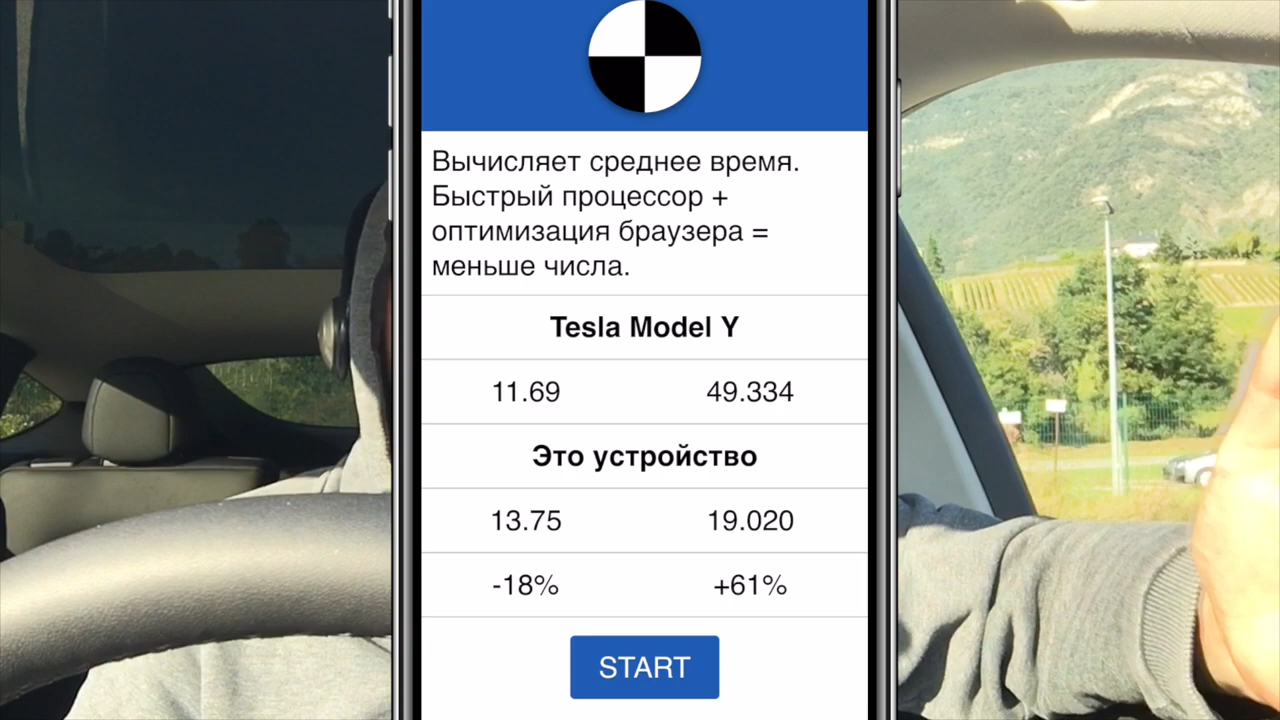 Вычисляет среднее время.
Быстрый процессор +
оптимизация браузера =
меньше числа.
Tesla Model Y
11.69 49.334
Это устройство
13.75 19.020
-18% +61%
START